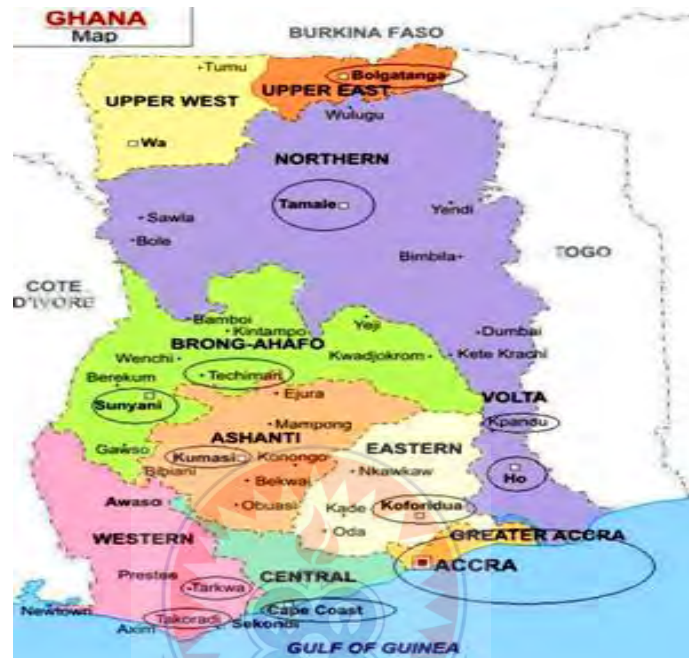 GHANA
Map
BURKINA FASO
Tumu
Bolgatanga
UPPER EAST
UPPER WEST
Wulugu
Wa
NORTHERN
Tamale
Yendi
Sawla
Bole
Bimbila
TOGO
COTE
D'IVORE
Bamboi
Kintampo
Yeji
Dumbai
BRONG-AHAFO
Wenchi
Kwadjokrom
Kete Krachi
Berekum
Techiman
Ejura
VOLTA
Sunyani
Mampong
Kpandu
ASHANTI
EASTERN
Gawso
Kumasi
Konongo
Bibiani
Nkawkaw
Ho
Bekwai
Awaso
Obuasi
Kade
Koforidua
Oda
WESTERN
GREATER ACCRA
ACCRA
Prestea
CENTRAL
Tarkwa
Newtown
Cape Coast
Takoradi
Sekondi
Axim
GULF OF GUINEA